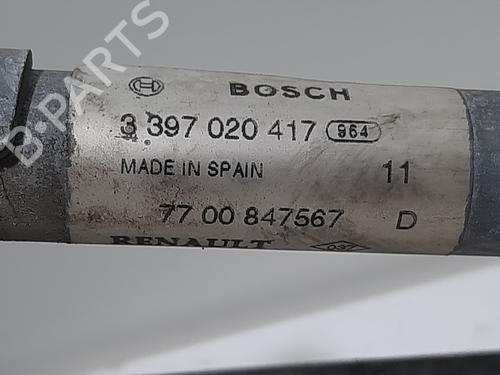 BOSCH
3 397 020 417 964
MADE IN SPAIN 11
77 00 847567 D
RENAULT
B-PARTS